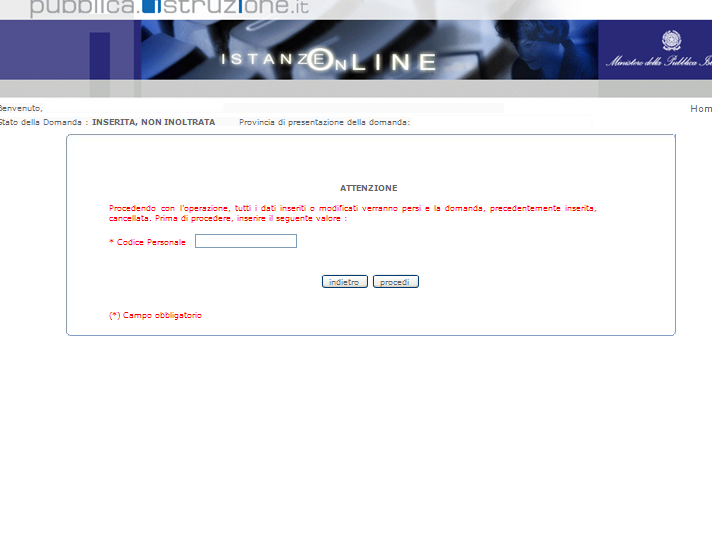 pubblica.istruzione.it
ISTANZE ON LINE
Ministero della Pubblica
Benvenuto,
Hom
Stato della Domanda : INSERITA, NON INOLTRATA Provincia di presentazione della domanda:
ATTENZIONE
Procedendo con l'operazione, tutti i dati inseriti o modificati verranno persi e la domanda, precedentemente inserita,
cancellata. Prima di procedere, inserire il seguente valore :
* Codice Personale
indietro procedi
(*) Campo obbligatorio